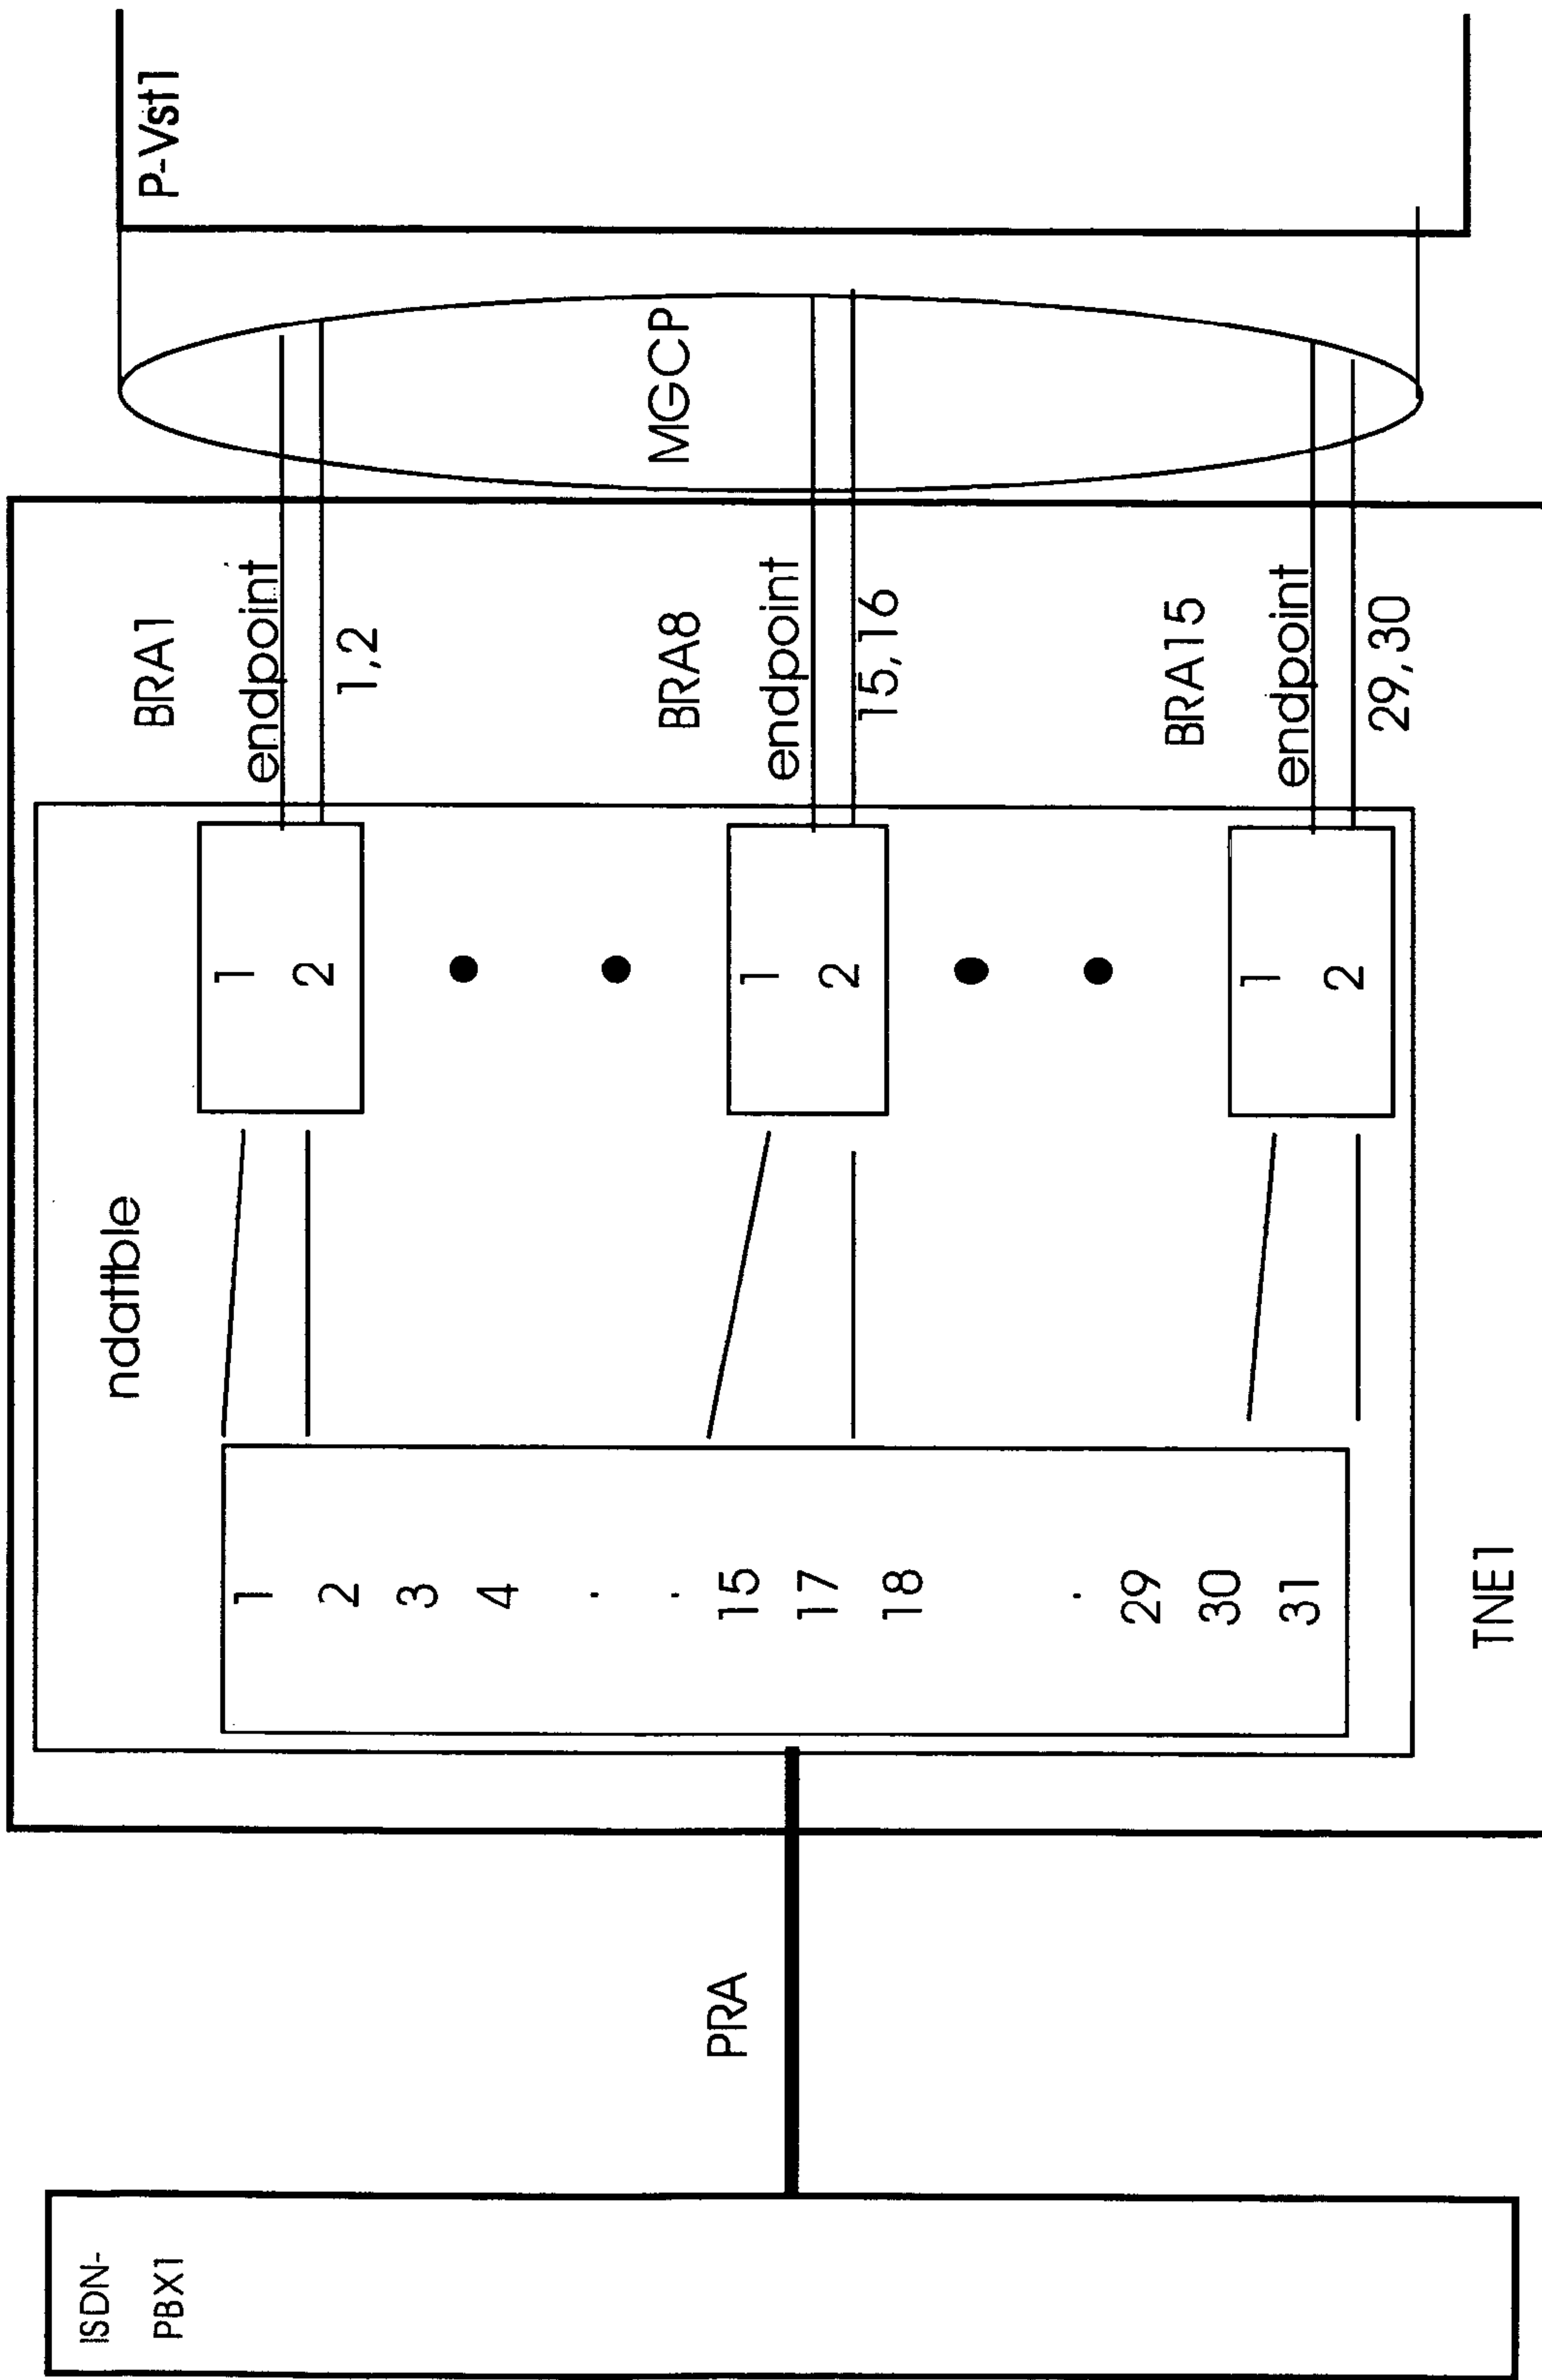 ISDN-
PBX1
PRA
TNE1
ndattble
1
2
3
4
.
.
15
17
18
.
29
30
31
1
2
1
2
1
2
BRA1
endpoint
1,2
BRA8
endpoint
15,16
BRA15
endpoint
29,30
MGCP
P-Vst1